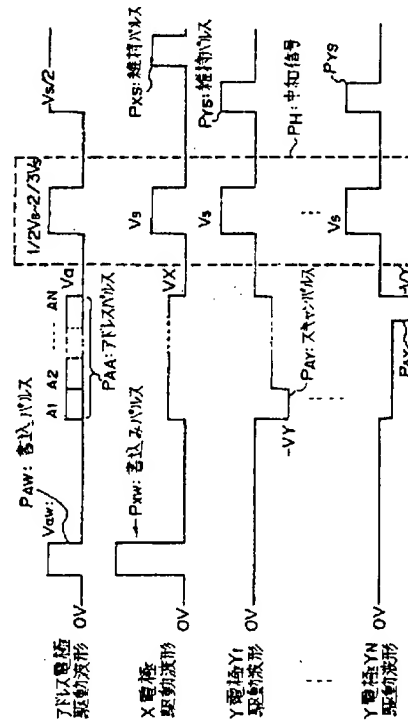 アドレス電極
駆動波形
0V
PAW: 書込パルス
Vaw:
A1 A2 ---- AN
Va
PAA: アドレスパルス
1/2Vs~2/3Vs
Vs/2
X 電極
駆動波形
0V
PXW: 書込みパルス
VX
Vs
PXS: 維持パルス
Y 電極Y1
駆動波形
0V
-VY
PAY: スキャンパルス
Vs
PYS: 維持パルス
PH: 中和信号
Y 電極YN
駆動波形
0V
PAY
-VY
Vs
PYS